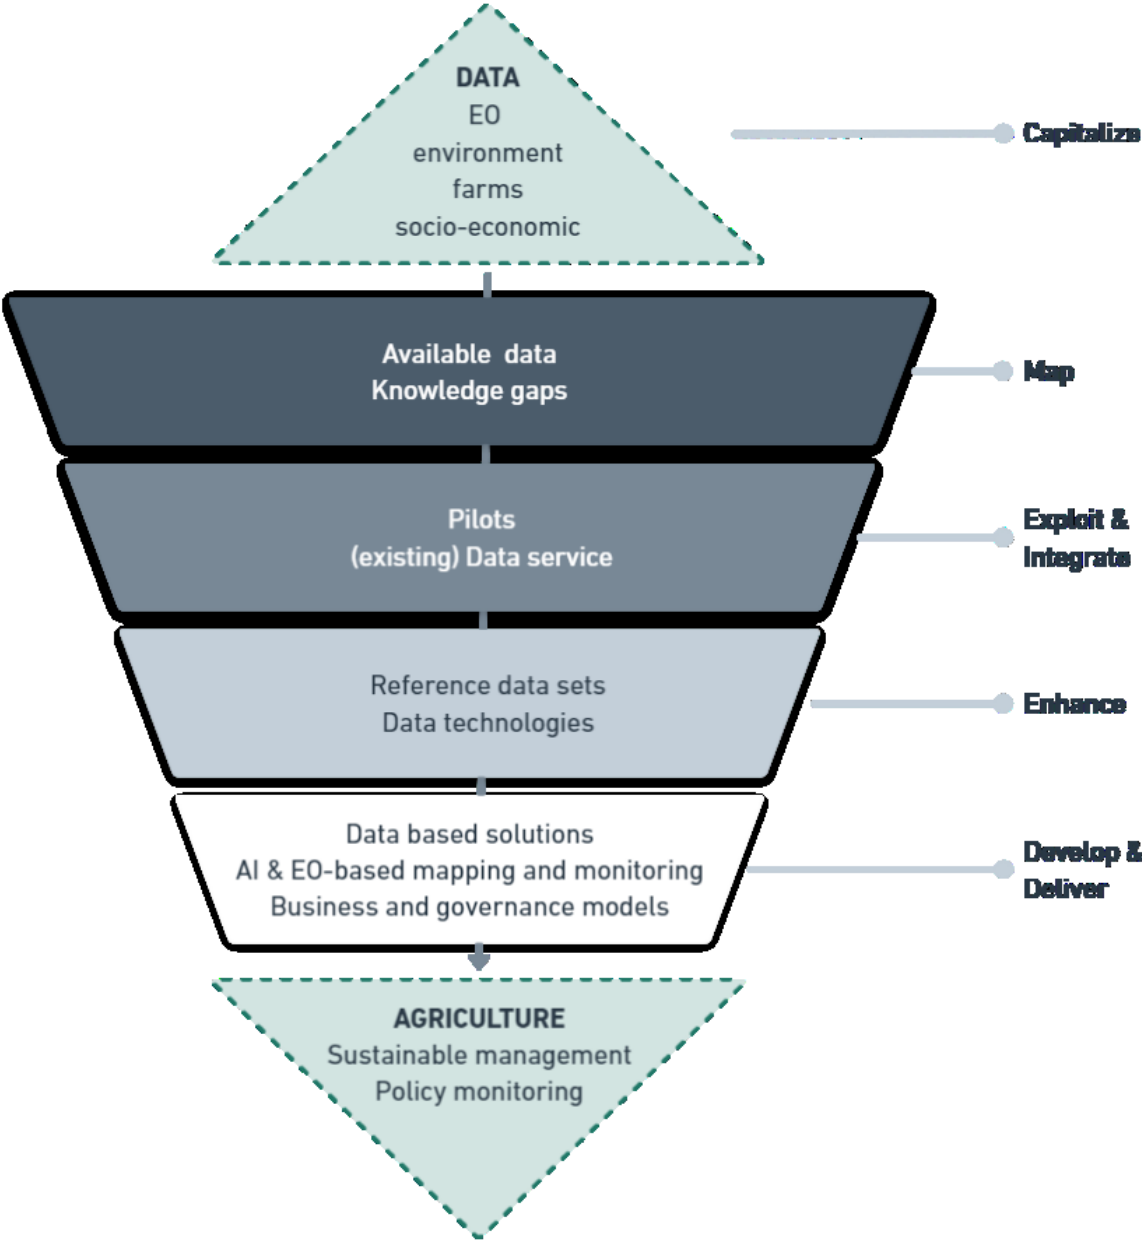 DATA
EO
environment
farms
socio-economic
Capitalize
Available data
Knowledge gaps
Map
Pilots
(existing) Data service
Exploit &
Integrate
Reference data sets
Data technologies
Enhance
Data based solutions
AI & EO-based mapping and monitoring
Business and governance models
Develop &
Deliver
AGRICULTURE
Sustainable management
Policy monitoring